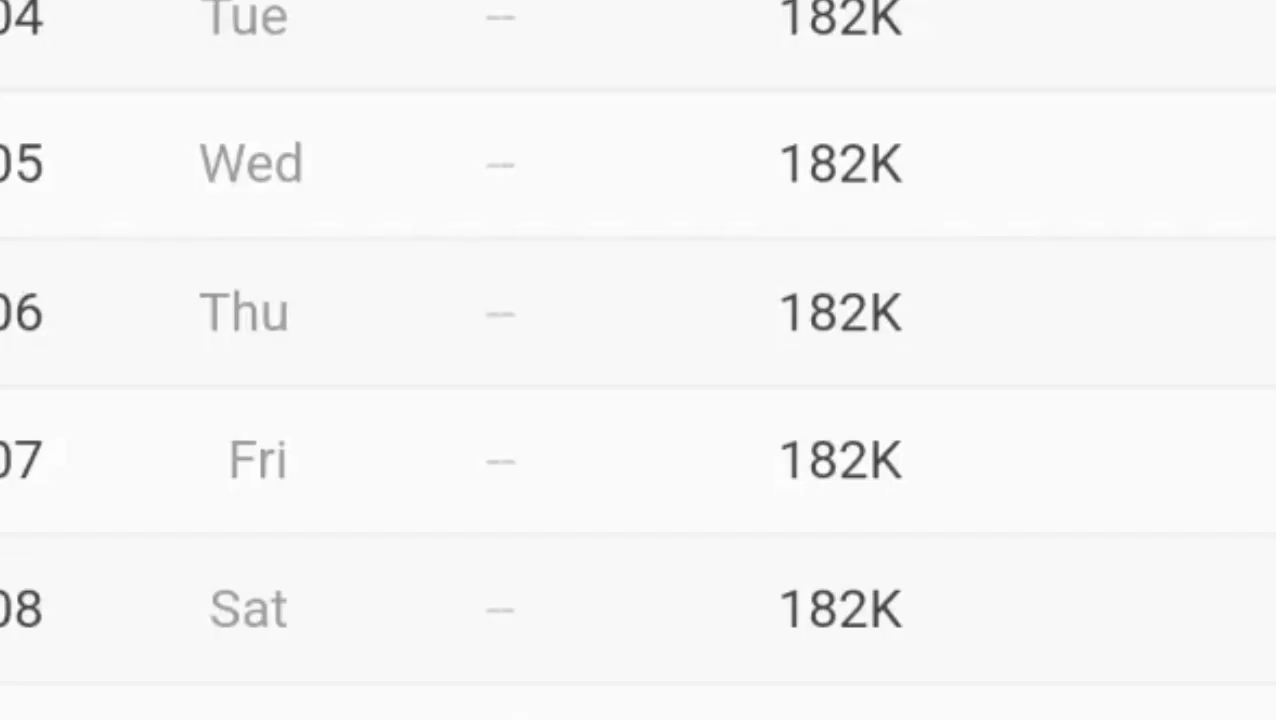 04 Tue -- 182K
05 Wed -- 182K
06 Thu -- 182K
07 Fri -- 182K
08 Sat -- 182K